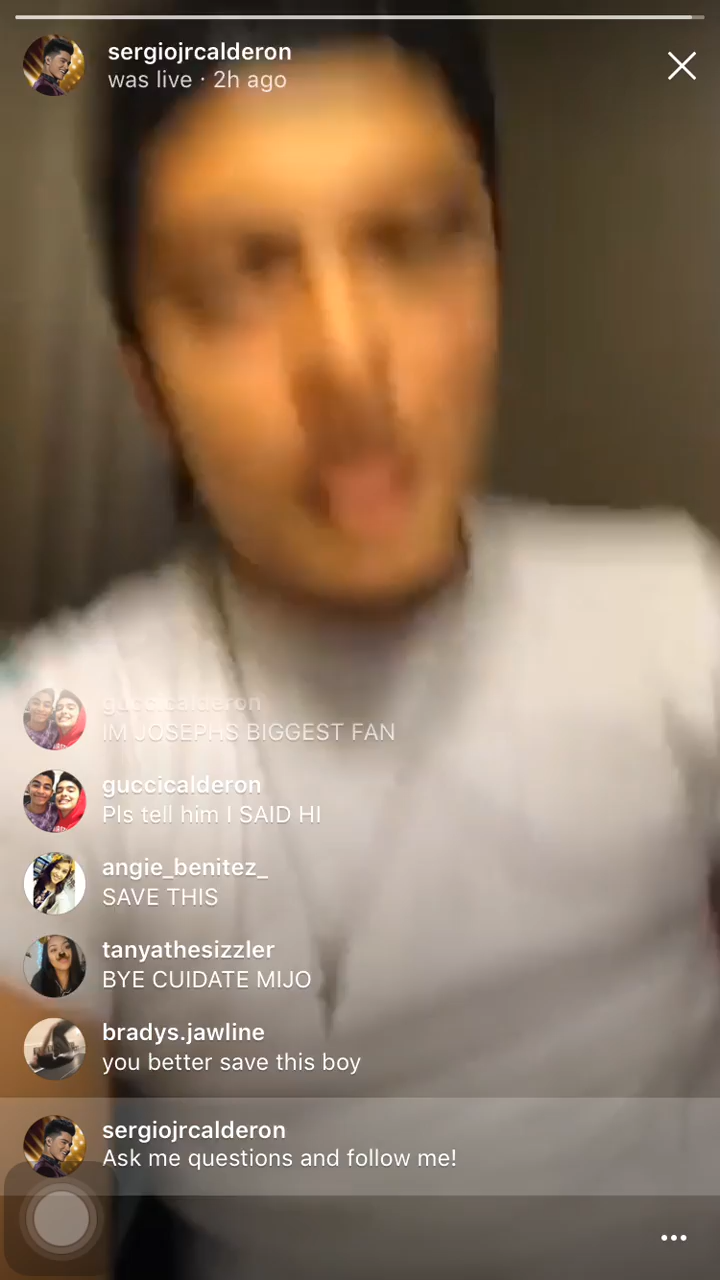 sergiojrcalderon
was live · 2h ago
guccicalderon
IM JOSEPHS BIGGEST FAN
guccicalderon
Pls tell him I SAID HI
angie_benitez_
SAVE THIS
tanyathesizzler
BYE CUIDATE MIJO
bradys.jawline
you better save this boy
sergiojrcalderon
Ask me questions and follow me!